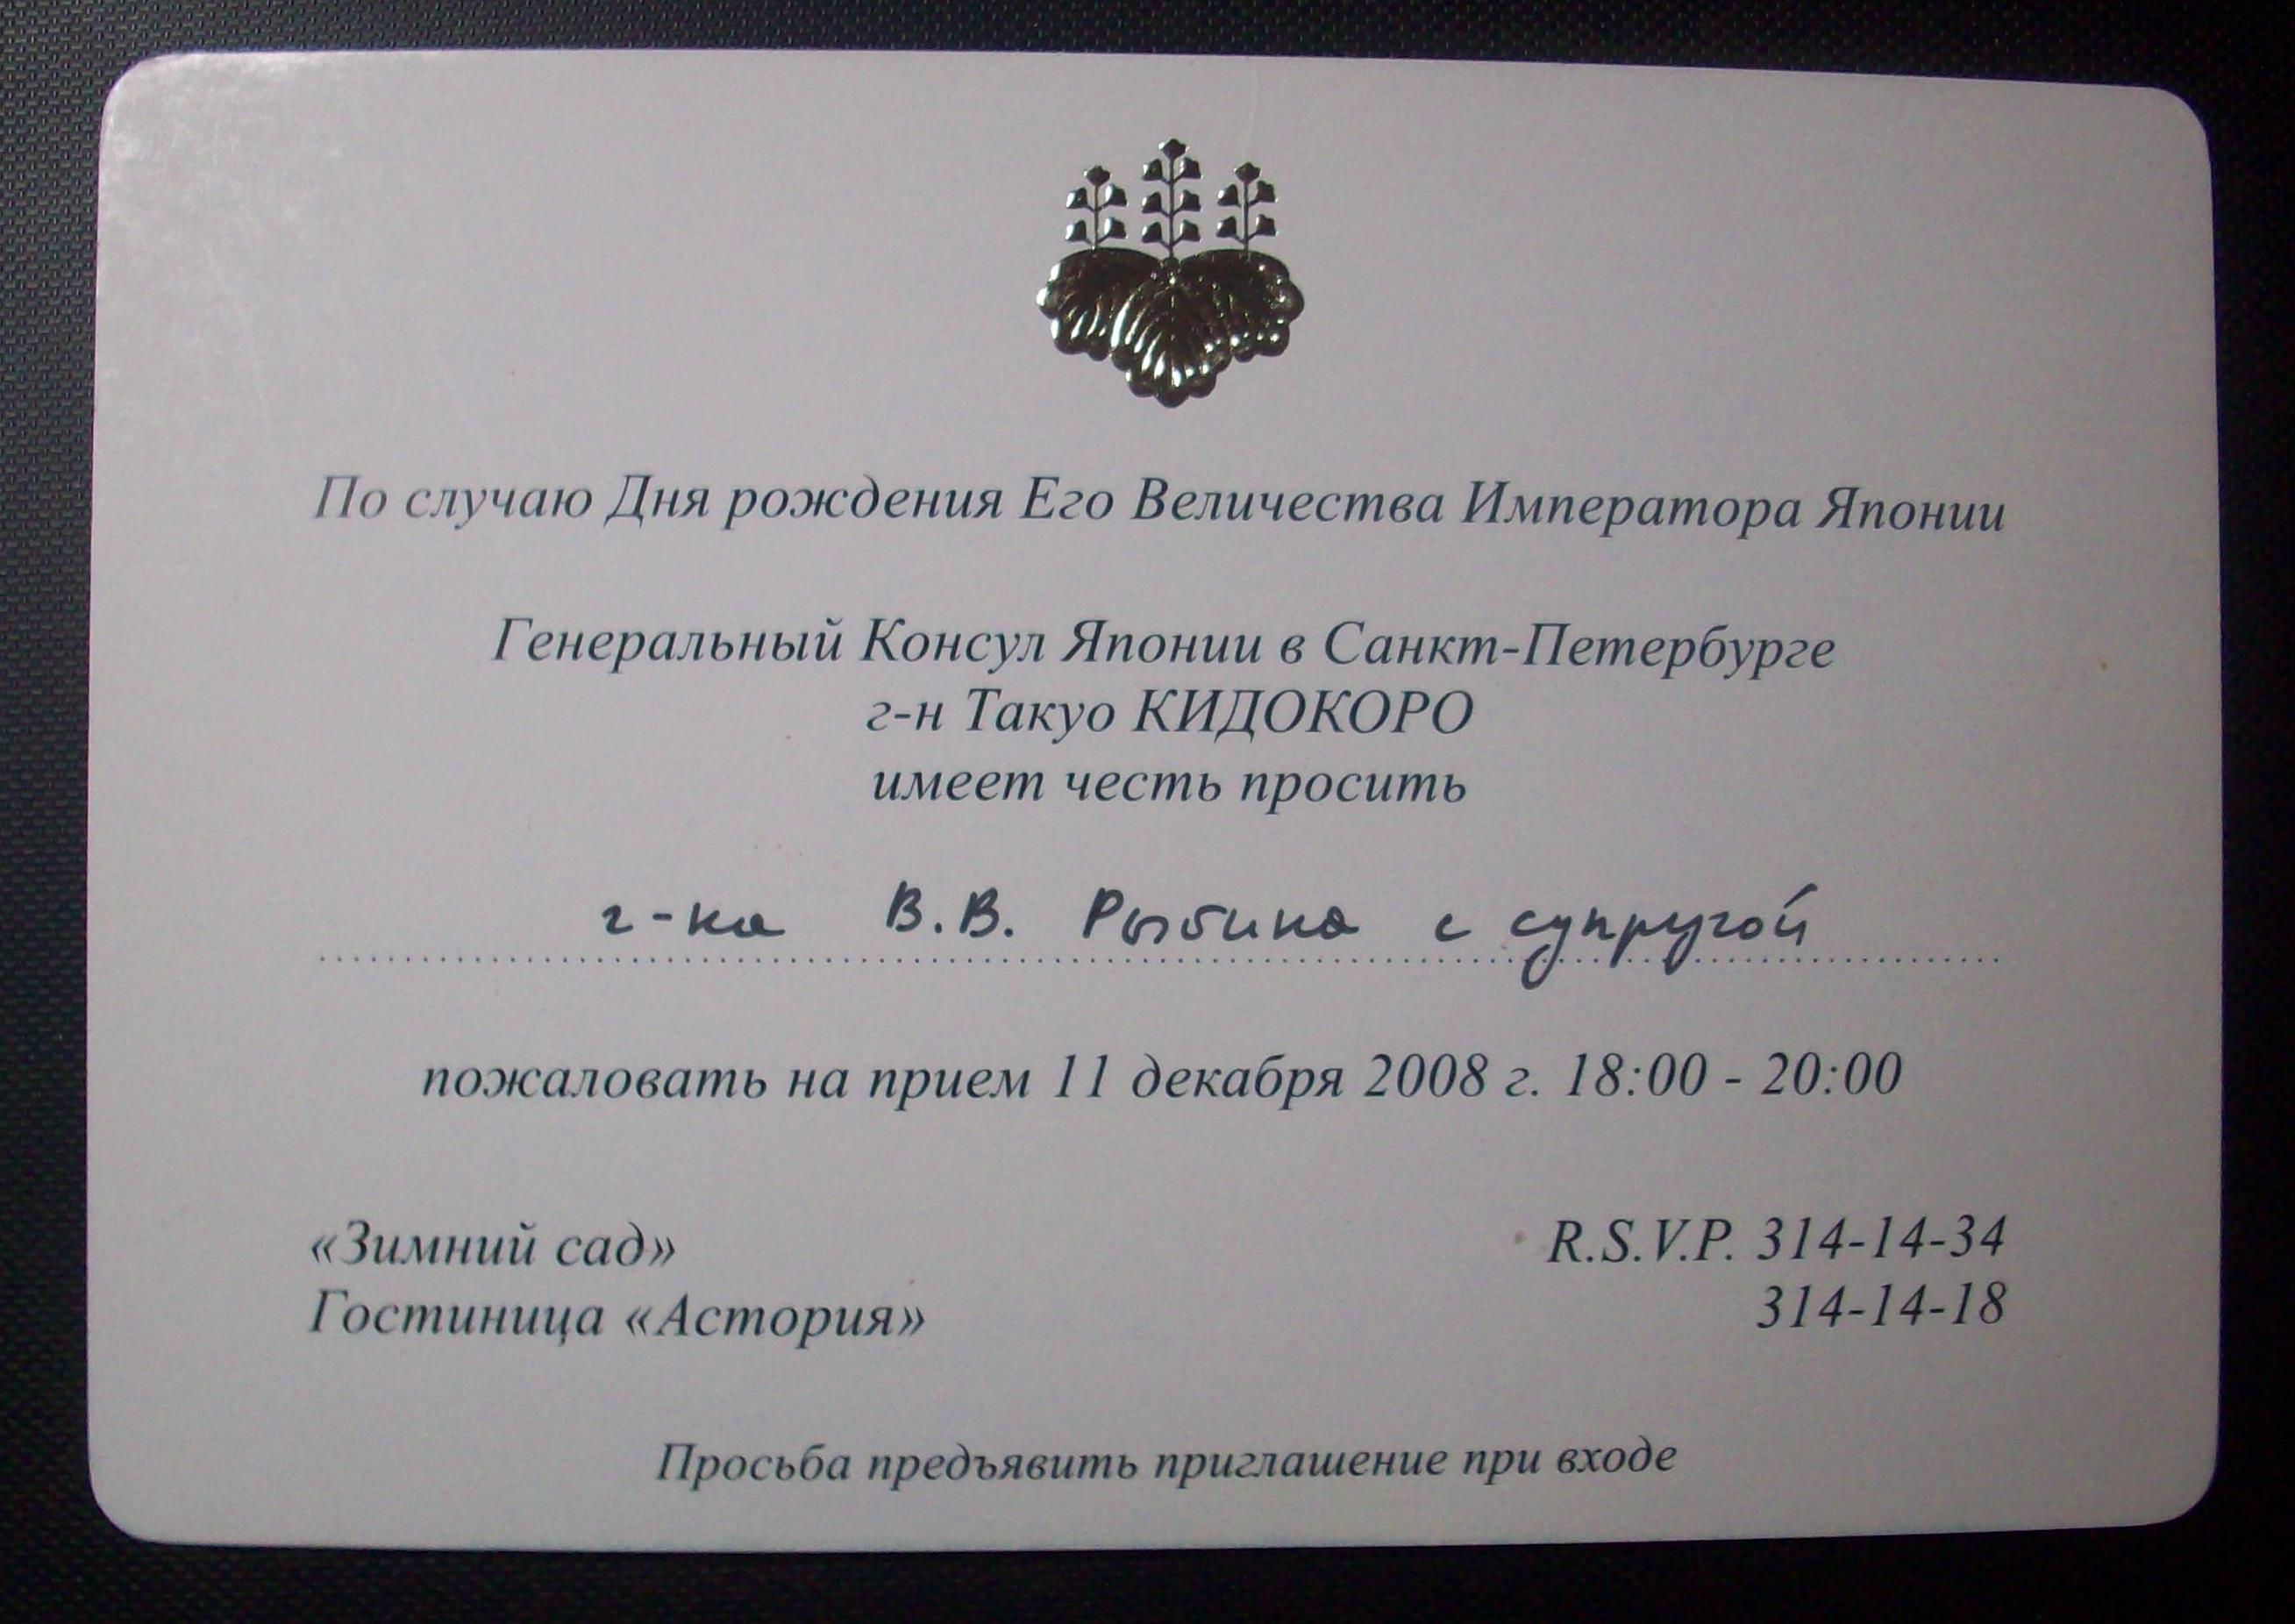 По случаю Дня рождения Его Величества Императора Японии
Генеральный Консул Японии в Санкт-Петербурге
г-н Такуо КИДОКОРО
имеет честь просить
г-на В.В. Рыбина с супругой
пожаловать на прием 11 декабря 2008 г. 18:00 - 20:00
«Зимний сад»
Гостиница «Астория»
R.S.V.P. 314-14-34
314-14-18
Просьба предъявить приглашение при входе